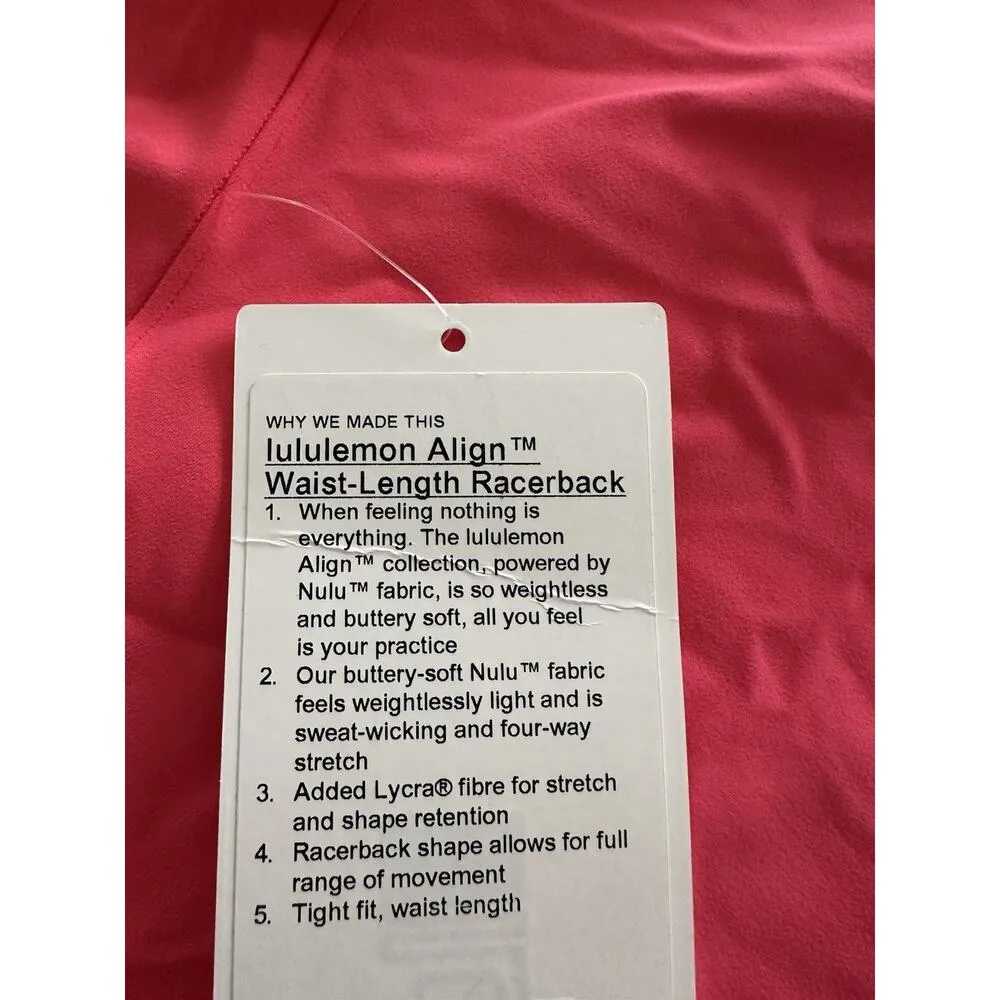 WHY WE MADE THIS
lululemon Align™
Waist-Length Racerback
1. When feeling nothing is
everything. The lululemon
Align™ collection, powered by
Nulu™ fabric, is so weightless
and buttery soft, all you feel
is your practice
2. Our buttery-soft Nulu™ fabric
feels weightlessly light and is
sweat-wicking and four-way
stretch
3. Added Lycra® fibre for stretch
and shape retention
4. Racerback shape allows for full
range of movement
5. Tight fit, waist length